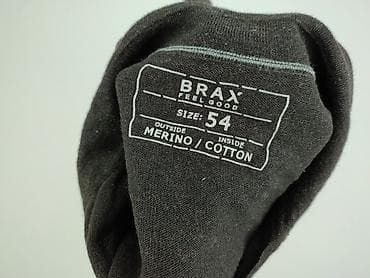 BRAX
FEEL GOOD
SIZE: 54
OUTSIDE INSIDE
MERINO / COTTON